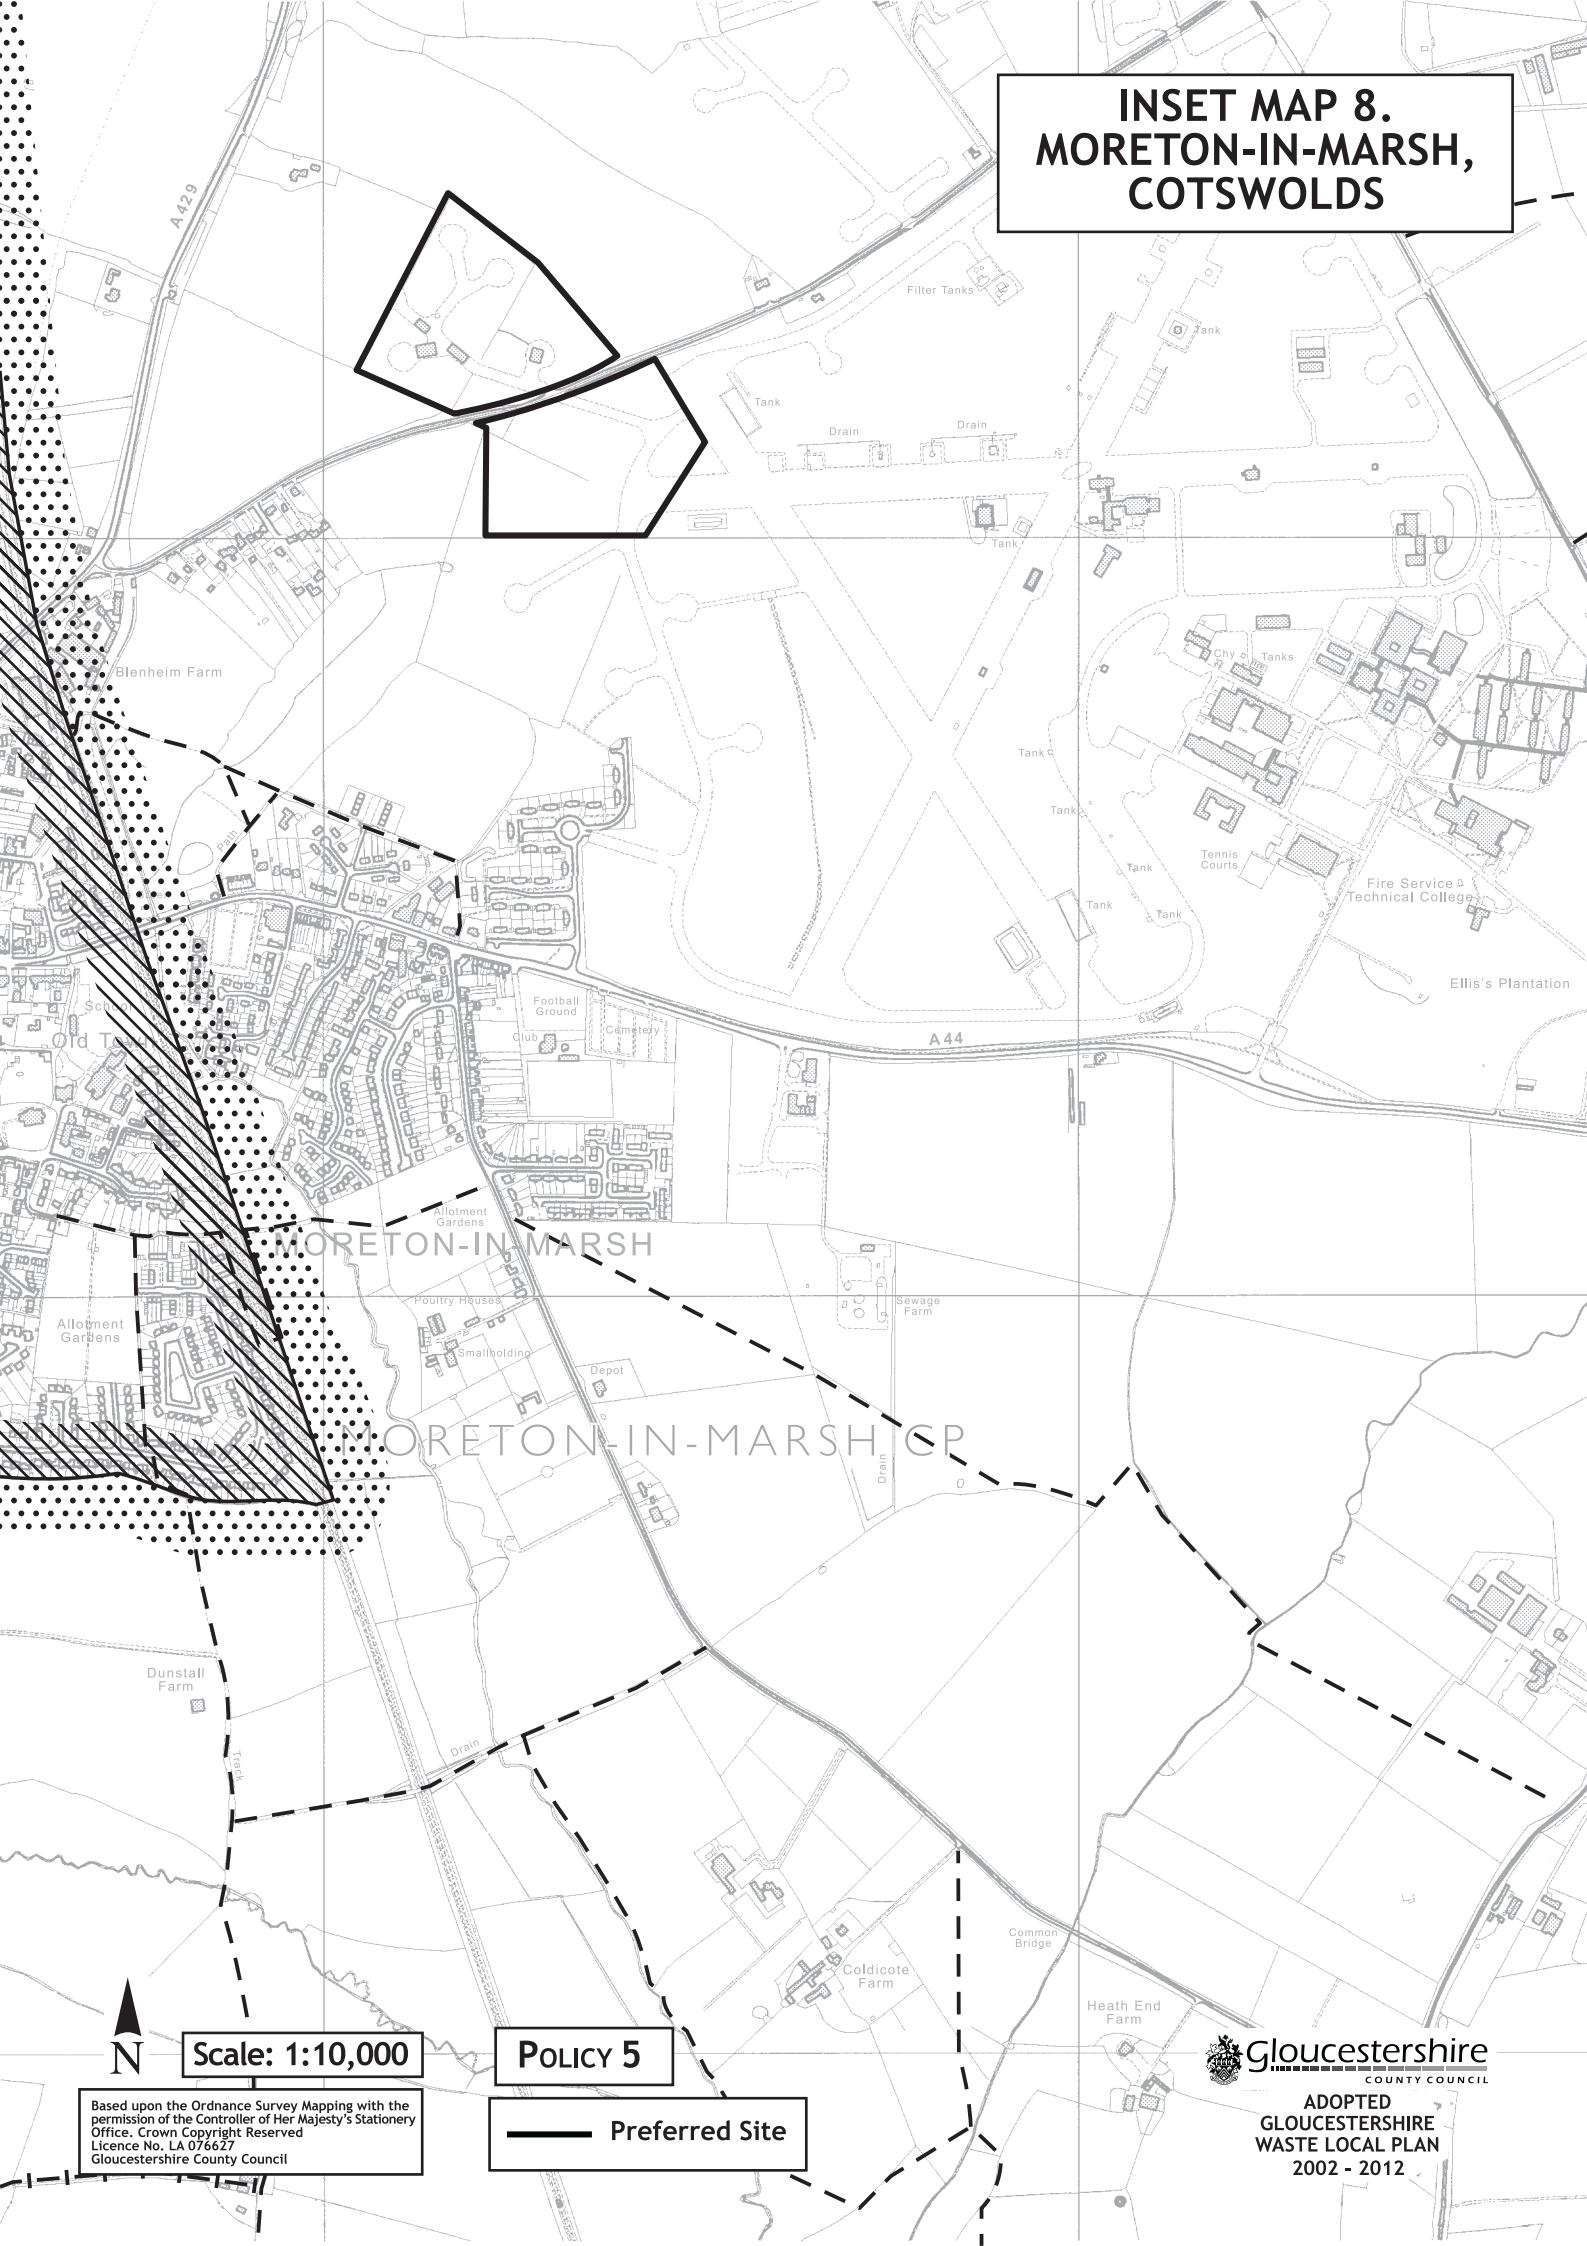 INSET MAP 8.
MORETON-IN-MARSH,
COTSWOLDS
A429
Filter Tanks
Tank
Tank
Drain
Drain
Tank
Blenheim Farm
Chy
Tanks
Tank
Tank
Path
Tennis
Courts
Tank
Fire Service
Technical College
Tank
Tank
Ellis's Plantation
School
Football
Ground
Cemetery
Club
Old Town
A44
Allotment
Gardens
MORETON-IN-MARSH
Poultry Houses
Sewage
Farm
Allotment
Gardens
Smallholding
Depot
MORETON-IN-MARSH CP
Drain
Dunstall
Farm
Track
Drain
Common
Bridge
Coldicote
Farm
Heath End
Farm
N
Scale: 1:10,000
POLICY 5
Gloucestershire
COUNTY COUNCIL
Based upon the Ordnance Survey Mapping with the
permission of the Controller of Her Majesty's Stationery
Office. Crown Copyright Reserved
Licence No. LA 076627
Gloucestershire County Council
Preferred Site
ADOPTED
GLOUCESTERSHIRE
WASTE LOCAL PLAN
2002 - 2012